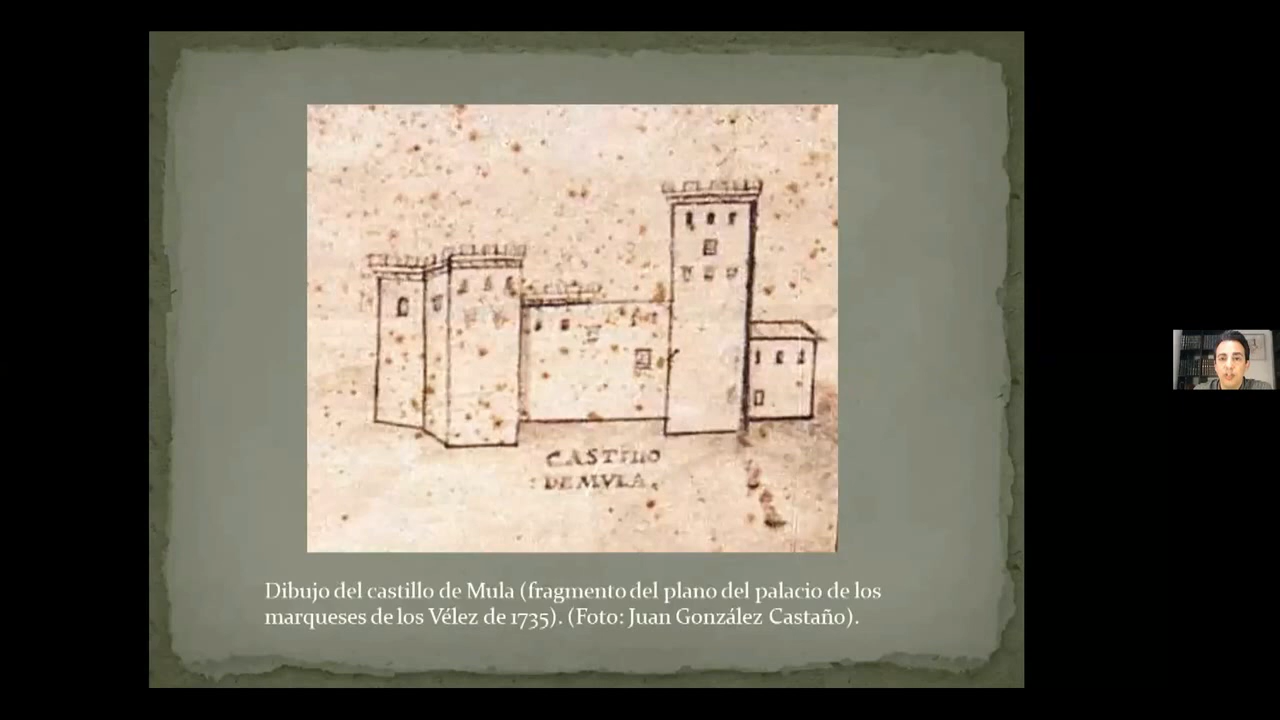 CASTILLO
: DE MVLA.
Dibujo del castillo de Mula (fragmento del plano del palacio de los
marqueses de los Vélez de 1735). (Foto: Juan González Castaño).